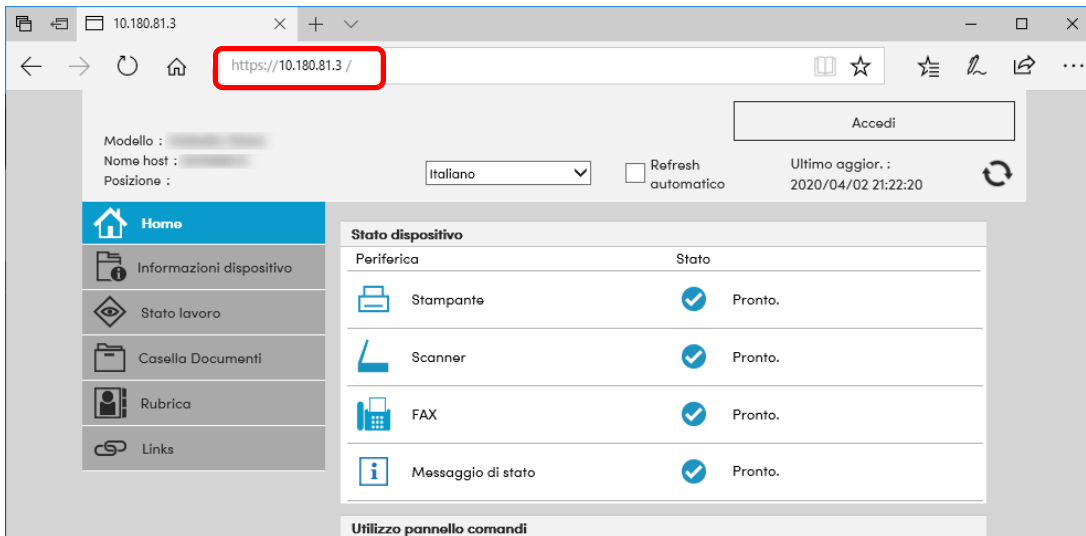 10.180.81.3
https://10.180.81.3 /
Accedi
Modello :
Nome host :
Posizione :
Italiano
Refresh
automatico
Ultimo aggior. :
2020/04/02 21:22:20
Home
Informazioni dispositivo
Stato lavoro
Casella Documenti
Rubrica
Links
Stato dispositivo
Periferica Stato
Stampante Pronto.
Scanner Pronto.
FAX Pronto.
Messaggio di stato Pronto.
Utilizzo pannello comandi